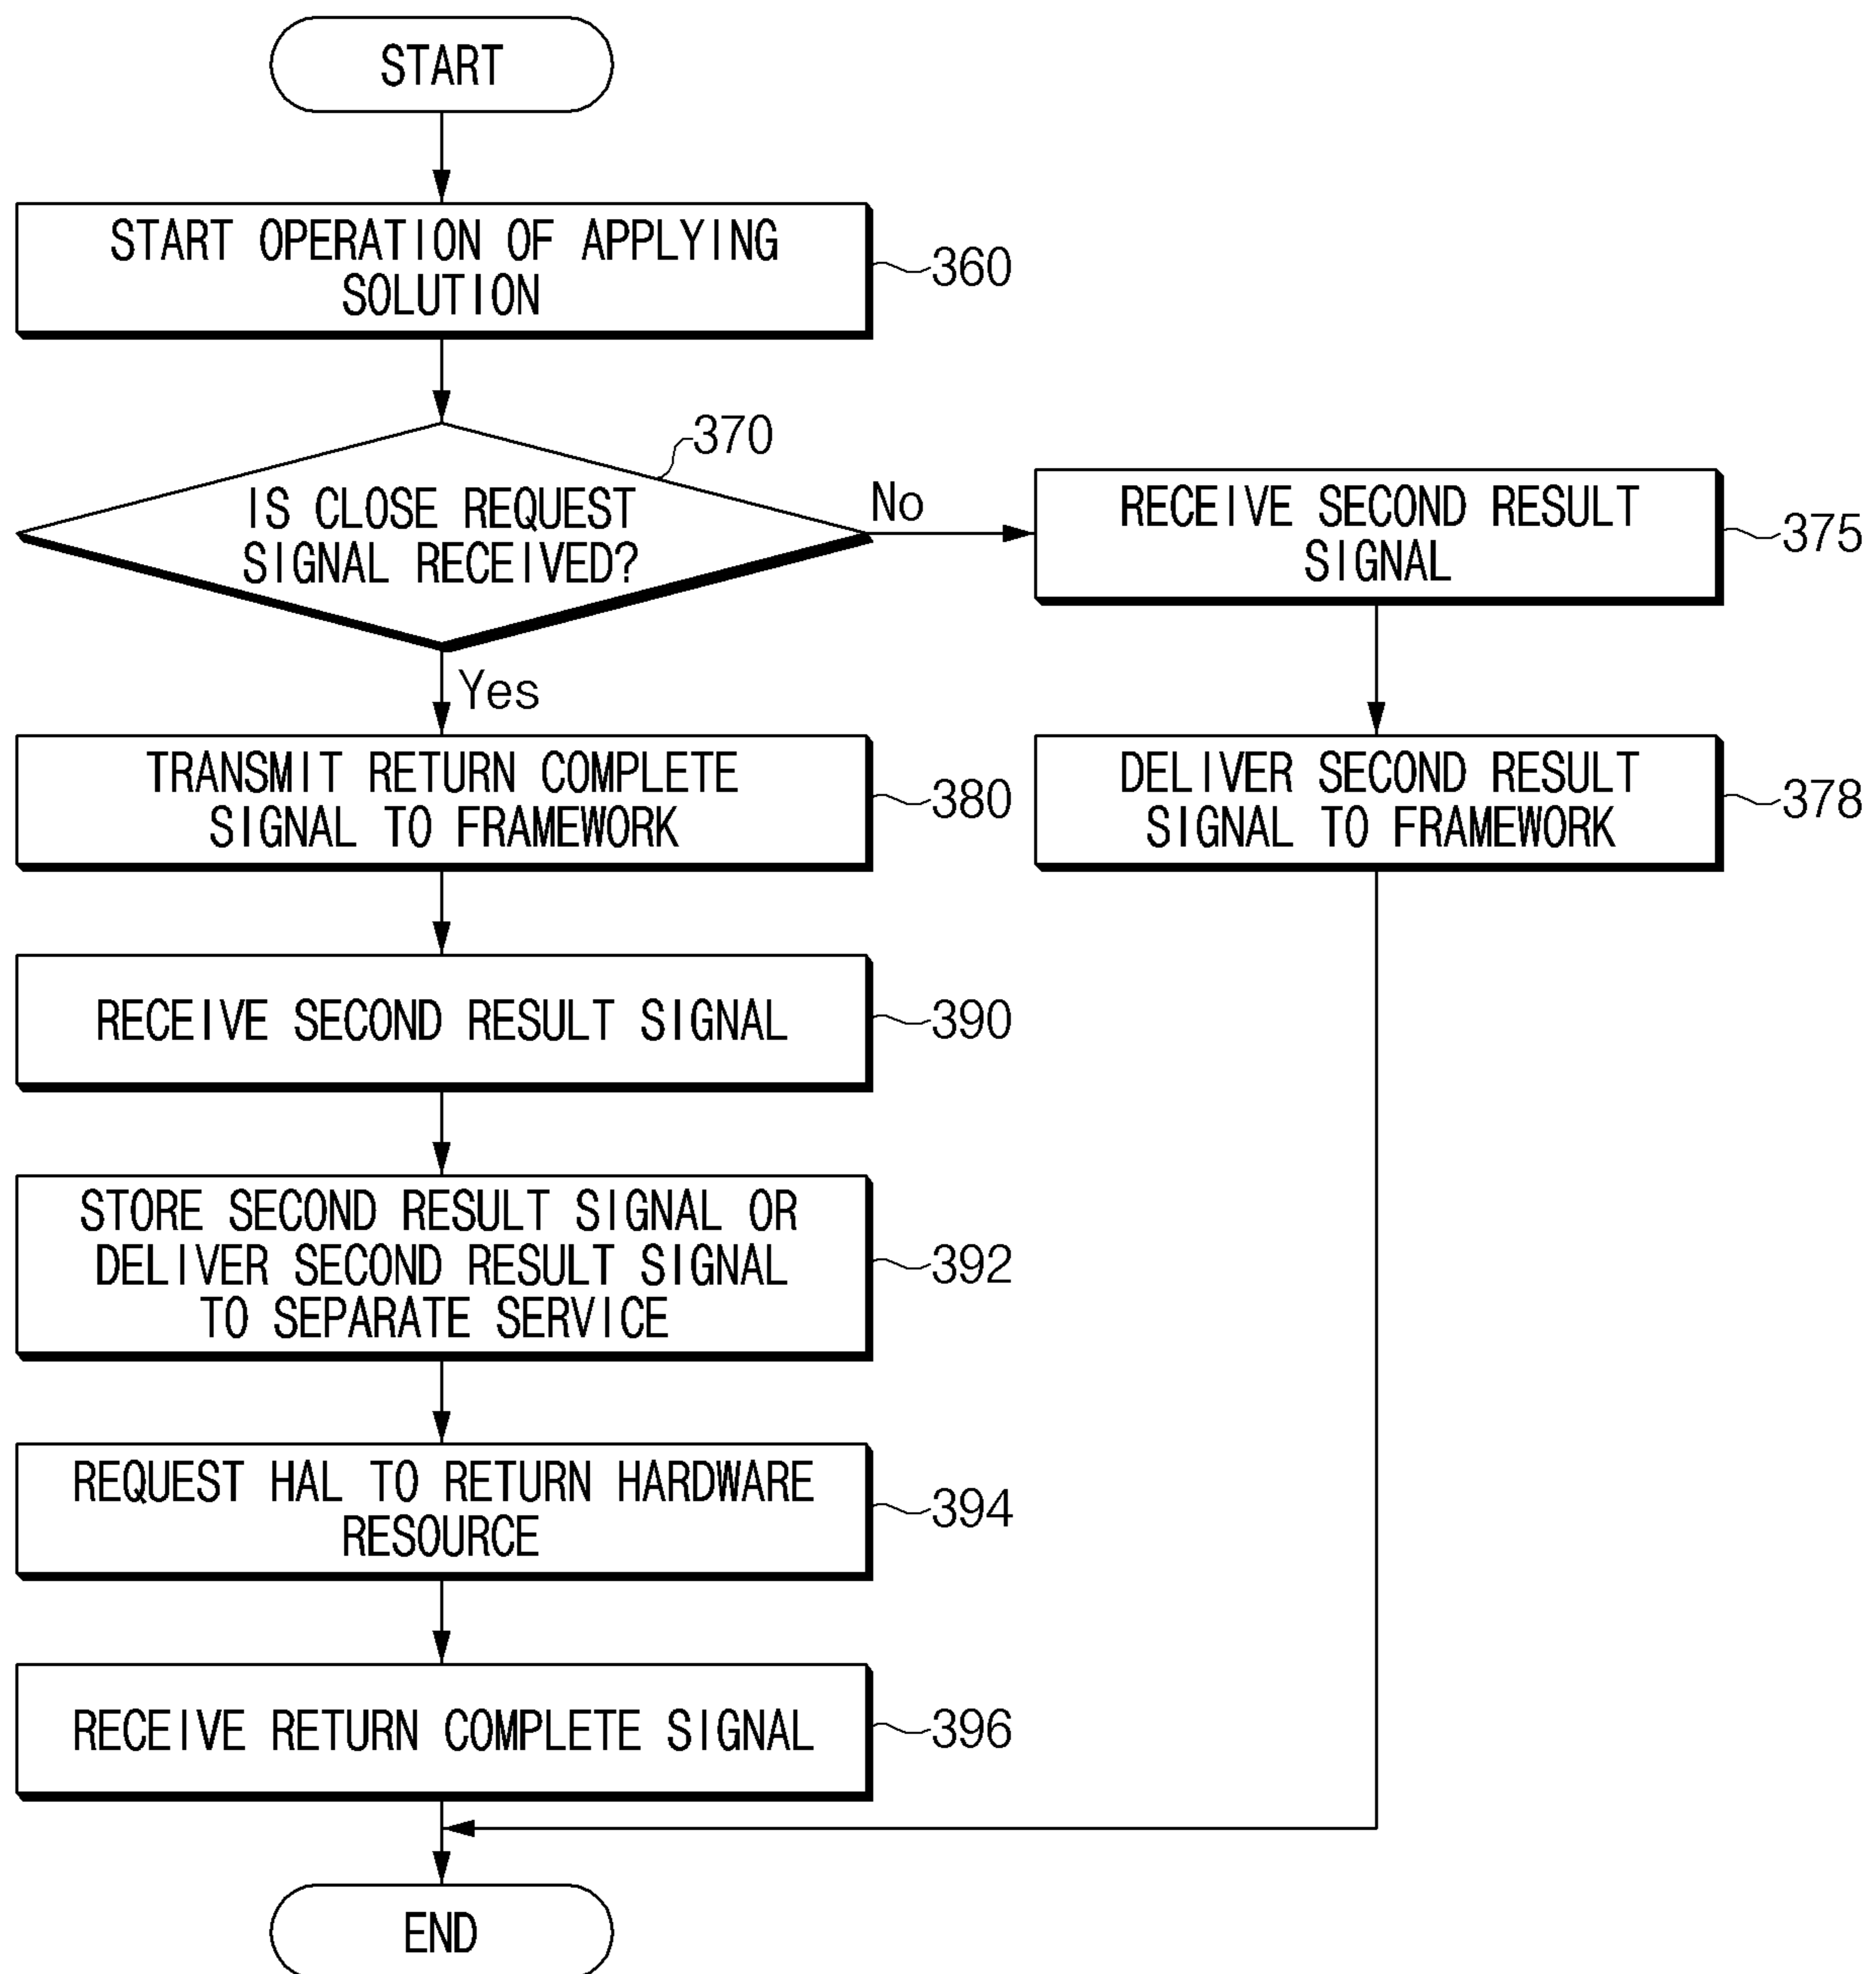 START
START OPERATION OF APPLYING
SOLUTION
360
370
IS CLOSE REQUEST
SIGNAL RECEIVED?
No
RECEIVE SECOND RESULT
SIGNAL
375
Yes
TRANSMIT RETURN COMPLETE
SIGNAL TO FRAMEWORK
380
DELIVER SECOND RESULT
SIGNAL TO FRAMEWORK
378
RECEIVE SECOND RESULT SIGNAL
390
STORE SECOND RESULT SIGNAL OR
DELIVER SECOND RESULT SIGNAL
TO SEPARATE SERVICE
392
REQUEST HAL TO RETURN HARDWARE
RESOURCE
394
RECEIVE RETURN COMPLETE SIGNAL
396
END